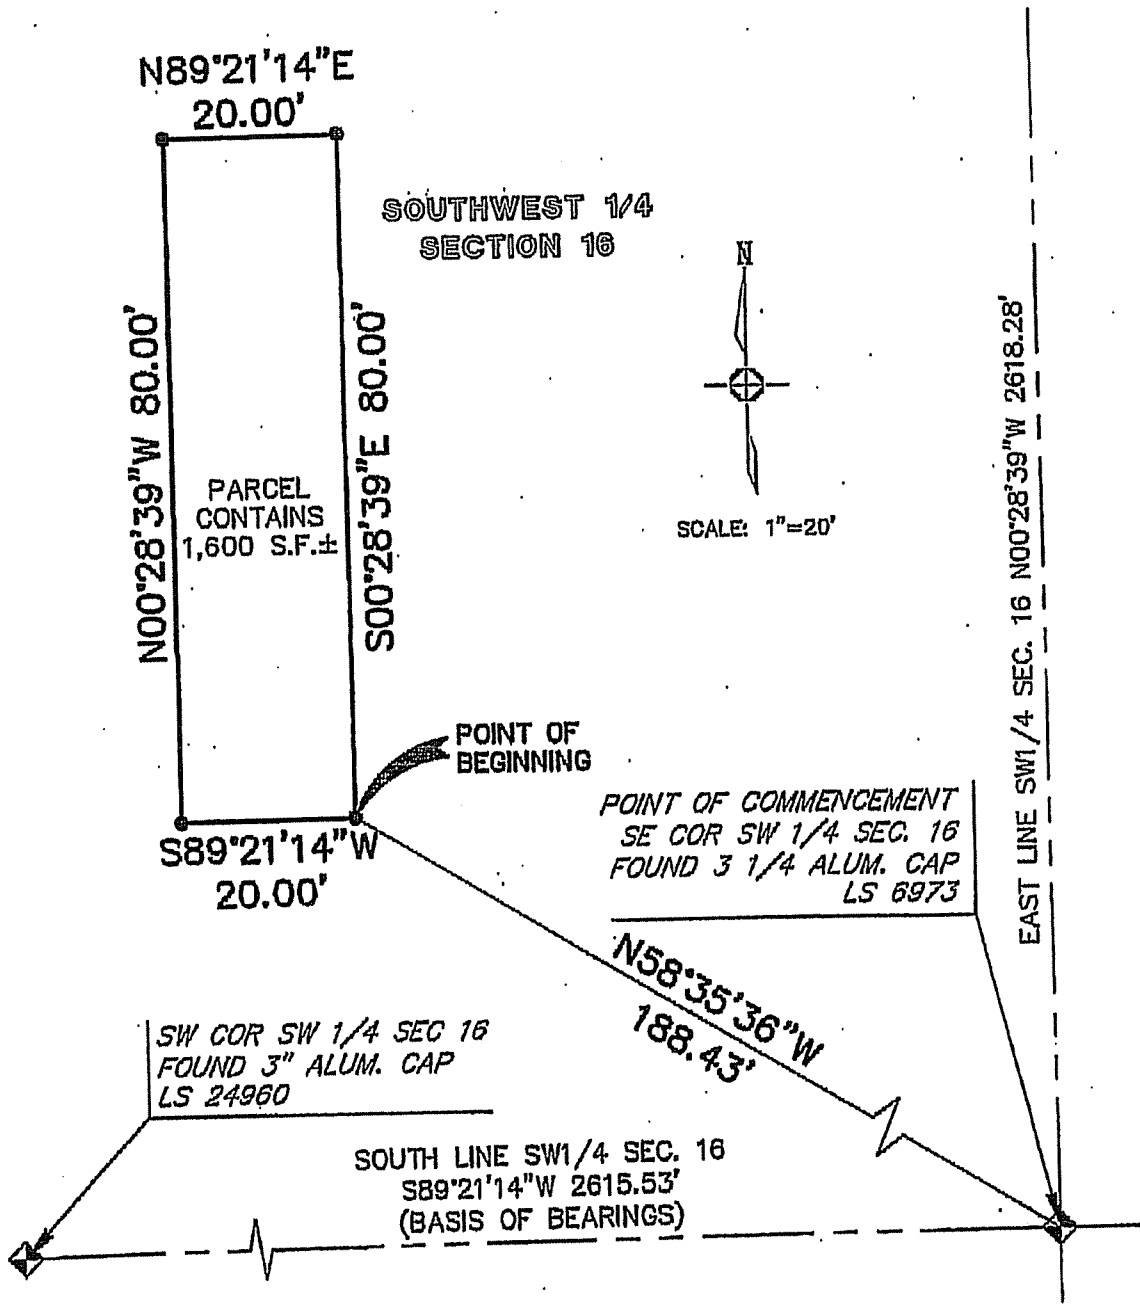 N89°21'14"E
20.00'
SOUTHWEST 1/4
SECTION 16
N
SCALE: 1"=20'
N00°28'39"W 80.00'
PARCEL
CONTAINS
1,600 S.F.±
S00°28'39"E 80.00'
EAST LINE SW1/4 SEC. 16 N00°28'39"W 2618.28'
POINT OF
BEGINNING
S89°21'14"W
20.00'
POINT OF COMMENCEMENT
SE COR SW 1/4 SEC. 16
FOUND 3 1/4 ALUM. CAP
LS 6973
N58°35'36"W
188.43'
SW COR SW 1/4 SEC 16
FOUND 3" ALUM. CAP
LS 24960
SOUTH LINE SW1/4 SEC. 16
S89°21'14"W 2615.53'
(BASIS OF BEARINGS)